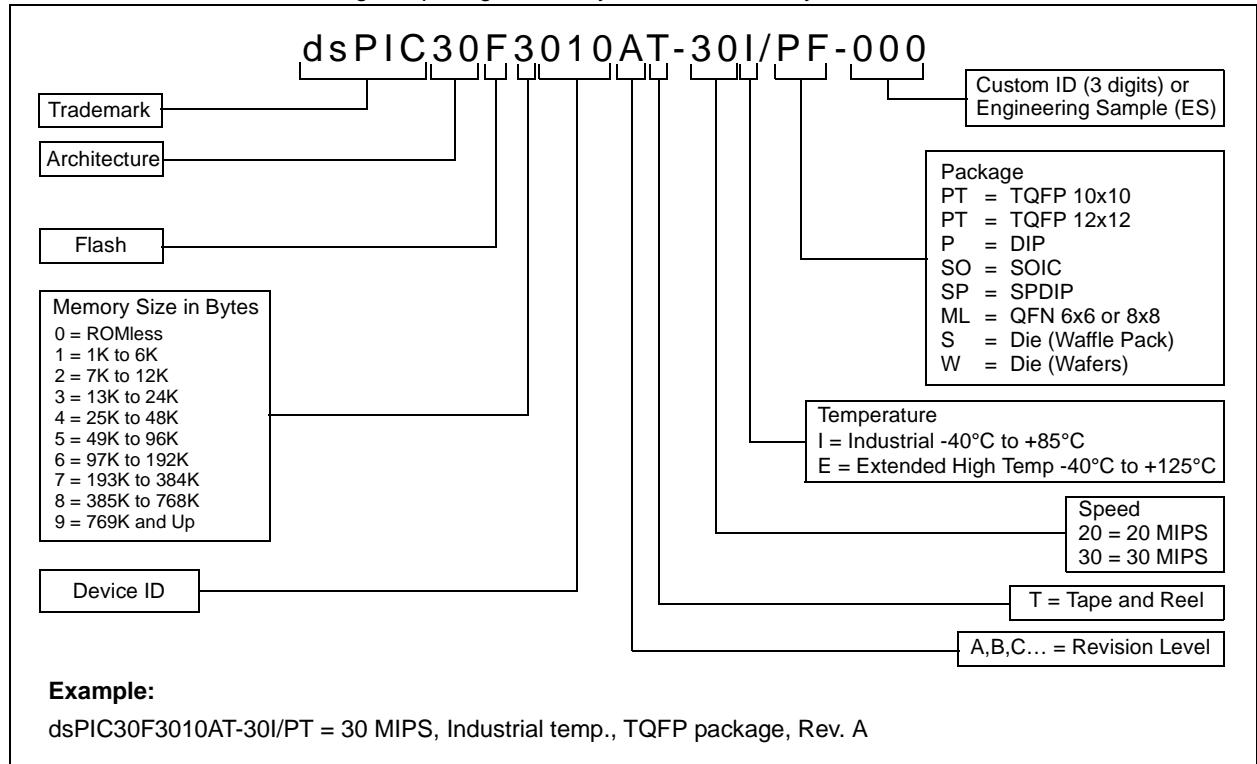 dsPIC30F3010AT-30I/PF-000
Trademark
Architecture
Flash
Memory Size in Bytes
0 = ROMless
1 = 1K to 6K
2 = 7K to 12K
3 = 13K to 24K
4 = 25K to 48K
5 = 49K to 96K
6 = 97K to 192K
7 = 193K to 384K
8 = 385K to 768K
9 = 769K and Up
Device ID
Custom ID (3 digits) or
Engineering Sample (ES)
Package
PT = TQFP 10x10
PT = TQFP 12x12
P = DIP
SO = SOIC
SP = SPDIP
ML = QFN 6x6 or 8x8
S = Die (Waffle Pack)
W = Die (Wafers)
Temperature
I = Industrial -40°C to +85°C
E = Extended High Temp -40°C to +125°C
Speed
20 = 20 MIPS
30 = 30 MIPS
T = Tape and Reel
A,B,C… = Revision Level
Example:
dsPIC30F3010AT-30I/PT = 30 MIPS, Industrial temp., TQFP package, Rev. A